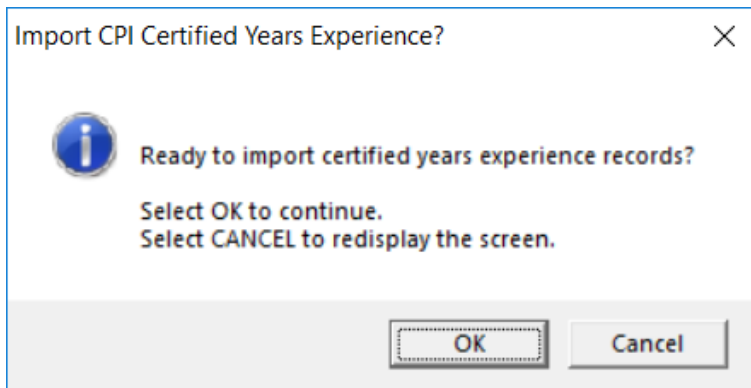 Import CPI Certified Years Experience?
Ready to import certified years experience records?
Select OK to continue.
Select CANCEL to redisplay the screen.
OK
Cancel